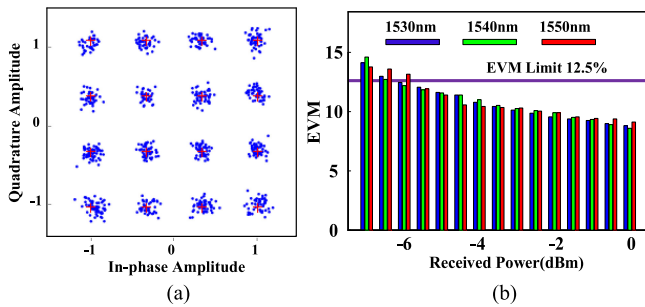 Quadrature Amplitude
1
0
-1
-1 0 1
In-phase Amplitude
(a)
1530nm 1540nm 1550nm
EVM Limit 12.5%
EVM
15
10
5
0
-6 -4 -2 0
Received Power(dBm)
(b)